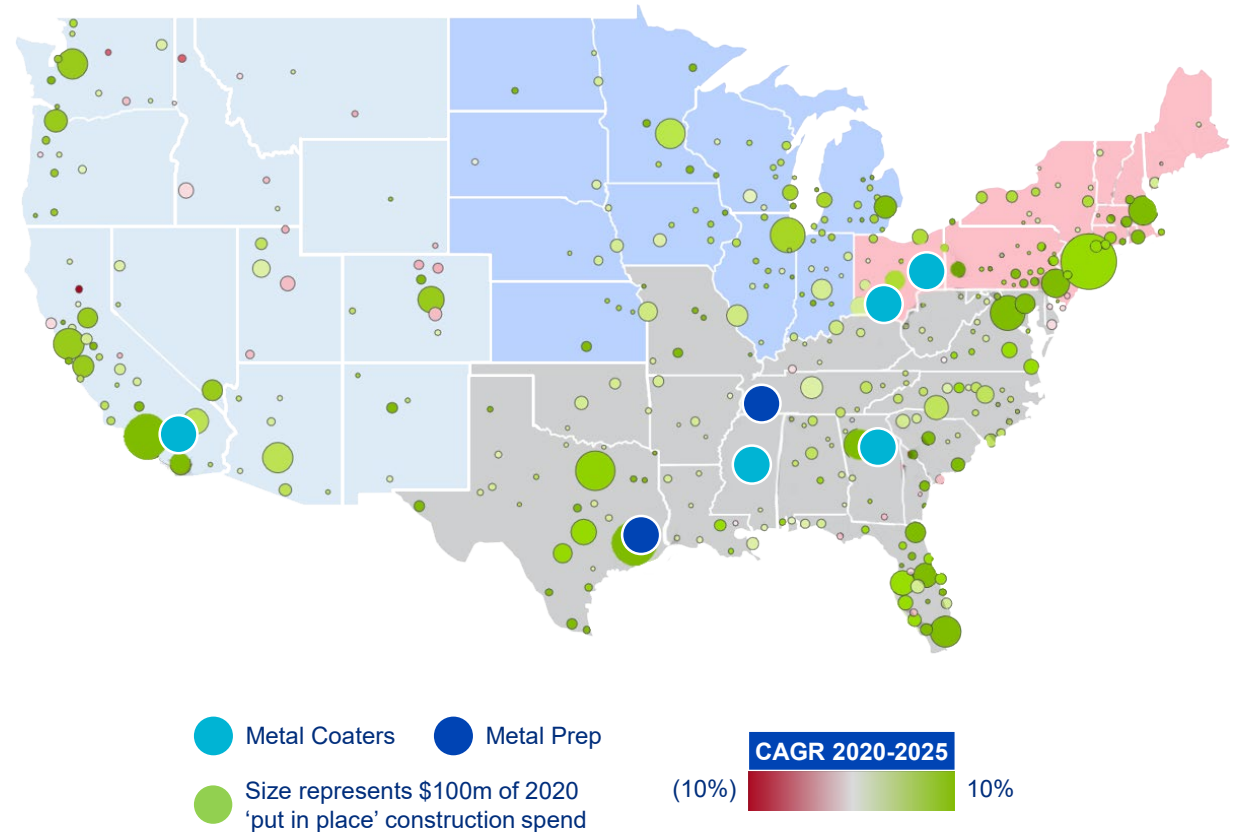 Metal Coaters
Metal Prep
Size represents $100m of 2020
‘put in place’ construction spend
CAGR 2020-2025
(10%)
10%